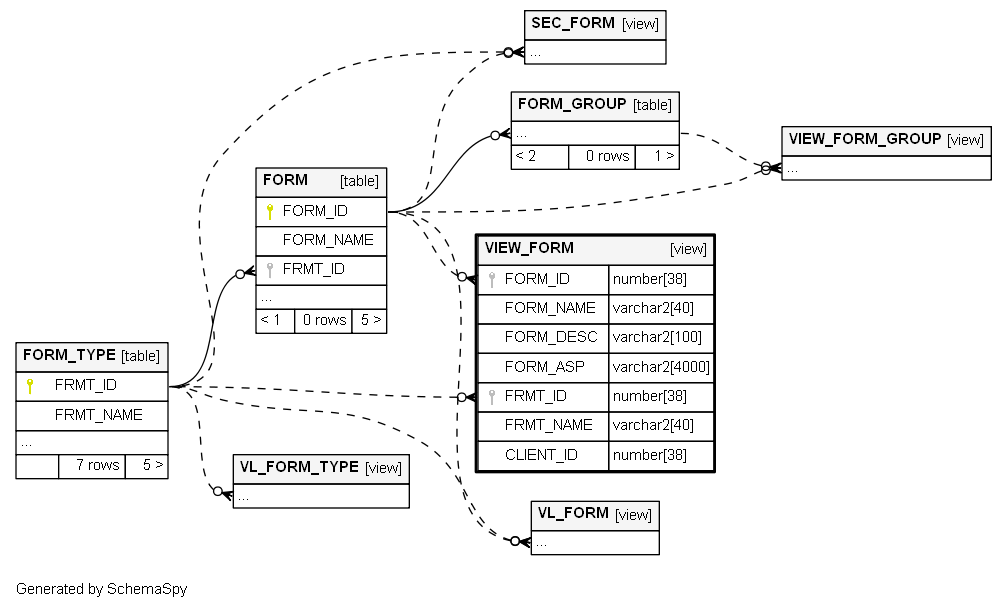 SEC_FORM [view]
...
FORM_GROUP [table]
...
< 2 0 rows 1 >
VIEW_FORM_GROUP [view]
...
FORM [table]
FORM_ID
FORM_NAME
FRMT_ID
...
< 1 0 rows 5 >
VIEW_FORM [view]
FORM_ID number[38]
FORM_NAME varchar2[40]
FORM_DESC varchar2[100]
FORM_ASP varchar2[4000]
FRMT_ID number[38]
FRMT_NAME varchar2[40]
CLIENT_ID number[38]
FORM_TYPE [table]
FRMT_ID
FRMT_NAME
...
7 rows 5 >
VL_FORM_TYPE [view]
...
VL_FORM [view]
...
Generated by SchemaSpy